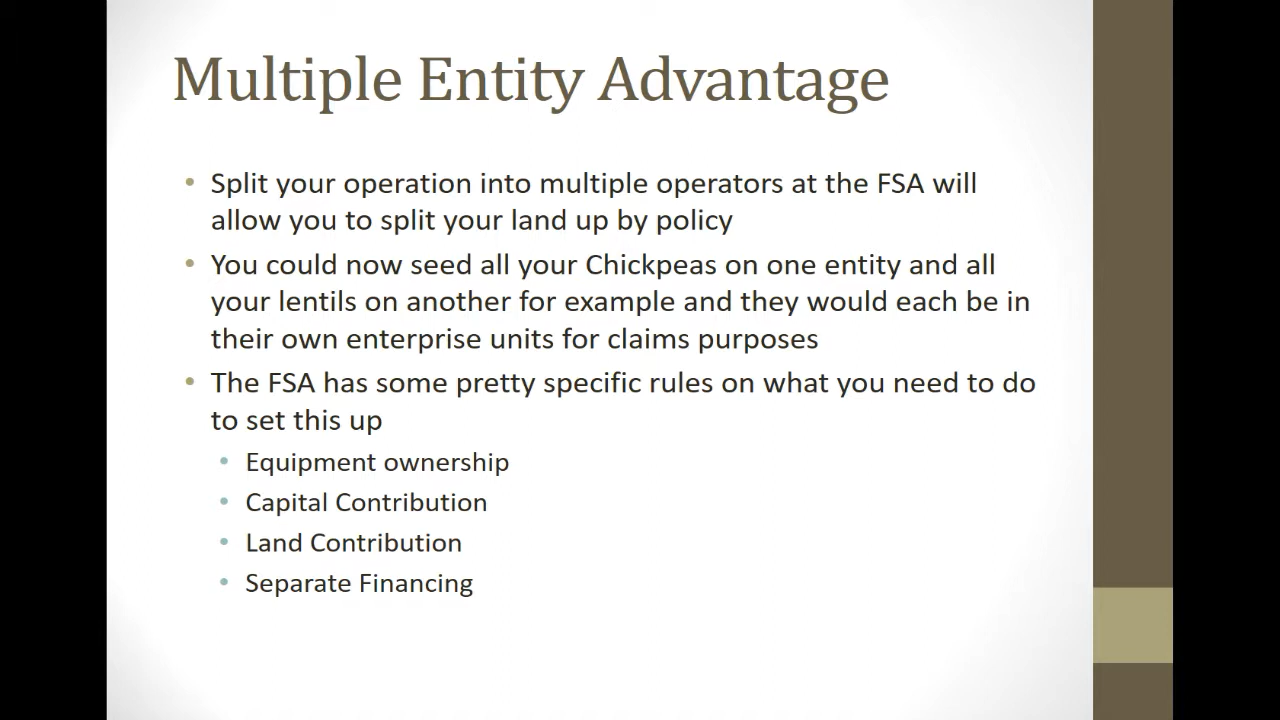 Multiple Entity Advantage
• Split your operation into multiple operators at the FSA will
allow you to split your land up by policy
• You could now seed all your Chickpeas on one entity and all
your lentils on another for example and they would each be in
their own enterprise units for claims purposes
• The FSA has some pretty specific rules on what you need to do
to set this up
• Equipment ownership
• Capital Contribution
• Land Contribution
• Separate Financing